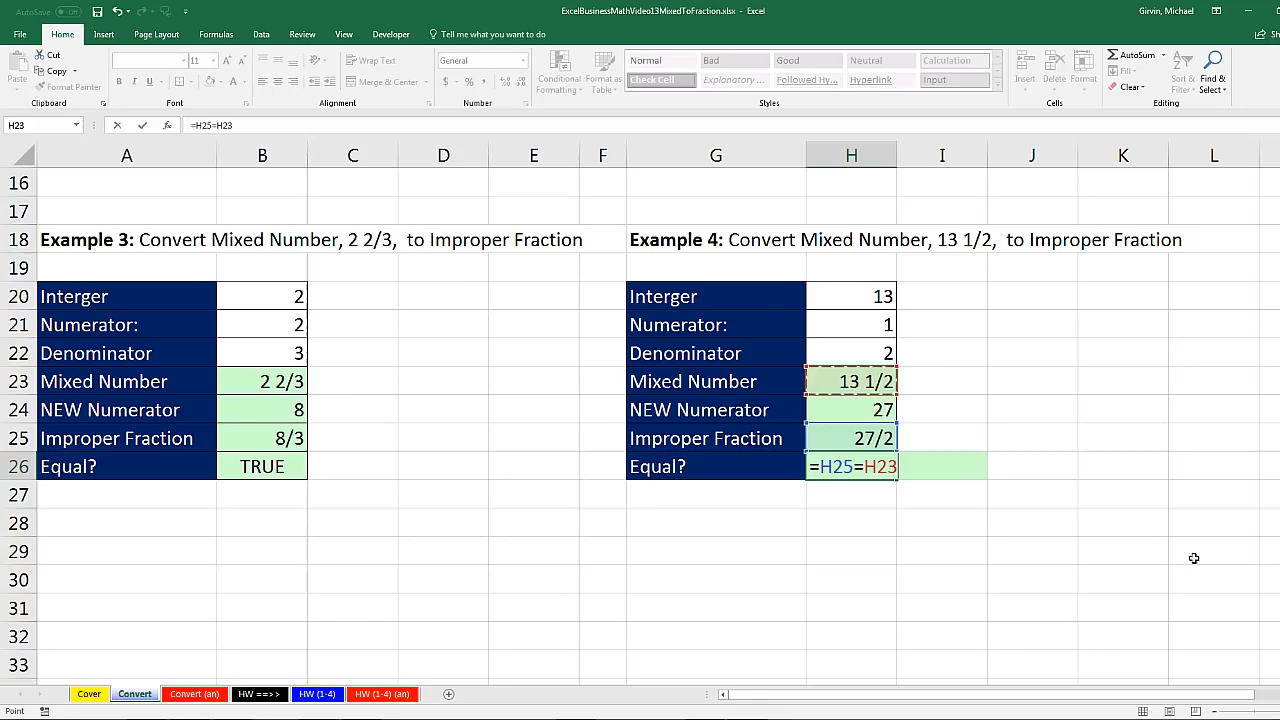 AutoSave Off
ExcelBusinessMathVideo13MixedToFraction.xlsx - Excel
Girvin, Michael
File Home Insert Page Layout Formulas Data Review View Developer Tell me what you want to do
Paste
Cut
Copy
Format Painter
Clipboard
11
B I U
Font
Wrap Text
Merge & Center
Alignment
General
$ % ,
Number
Conditional Formatting
Format as Table
Normal Bad Good Neutral Calculation
Check Cell Explanatory ... Followed Hy... Hyperlink Input
Styles
Insert Delete Format
Cells
AutoSum
Fill
Clear
Sort & Filter
Find & Select
Editing
H23
fx
=H25=H23
A B C D E F G H I J K L
16
17
18 Example 3: Convert Mixed Number, 2 2/3, to Improper Fraction Example 4: Convert Mixed Number, 13 1/2, to Improper Fraction
19
20 Interger 2 Interger 13
21 Numerator: 2 Numerator: 1
22 Denominator 3 Denominator 2
23 Mixed Number 2 2/3 Mixed Number 13 1/2
24 NEW Numerator 8 NEW Numerator 27
25 Improper Fraction 8/3 Improper Fraction 27/2
26 Equal? TRUE Equal? =H25=H23
27
28
29
30
31
32
33
Cover Convert Convert (an) HW ==>> HW (1-4) HW (1-4) (an)
Point